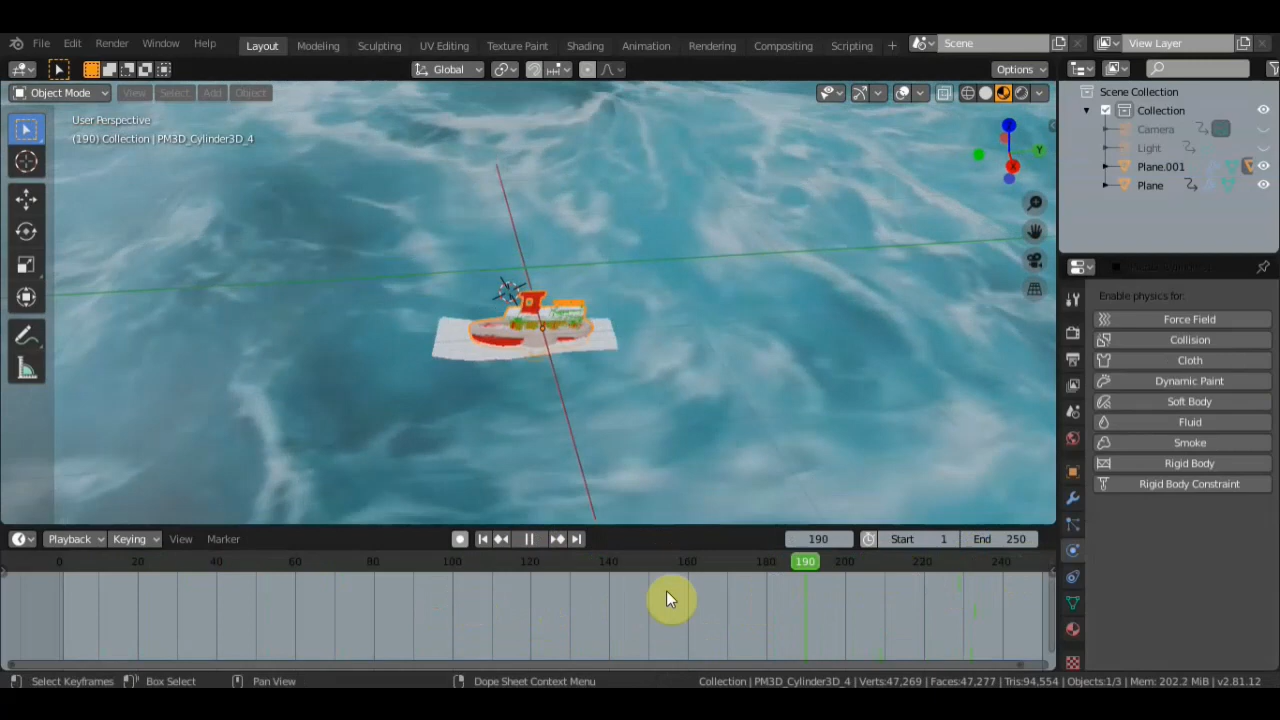 File Edit Render Window Help Layout Modeling Sculpting UV Editing Texture Paint Shading Animation Rendering Compositing Scripting + Scene View Layer
Global Options
Object Mode View Select Add Object
User Perspective
(190) Collection | PM3D_Cylinder3D_4
Z
Y
X
Scene Collection
Collection
Camera
Light
Plane.001
Plane
Enable physics for:
Force Field
Collision
Cloth
Dynamic Paint
Soft Body
Fluid
Smoke
Rigid Body
Rigid Body Constraint
Playback Keying View Marker 190 Start 1 End 250
0 20 40 60 80 100 120 140 160 180 190 200 220 240
Select Keyframes Box Select Pan View Dope Sheet Context Menu Collection | PM3D_Cylinder3D_4 | Verts:47,269 | Faces:47,277 | Tris:94,554 | Objects:1/3 | Mem: 202.2 MiB | v2.81.12